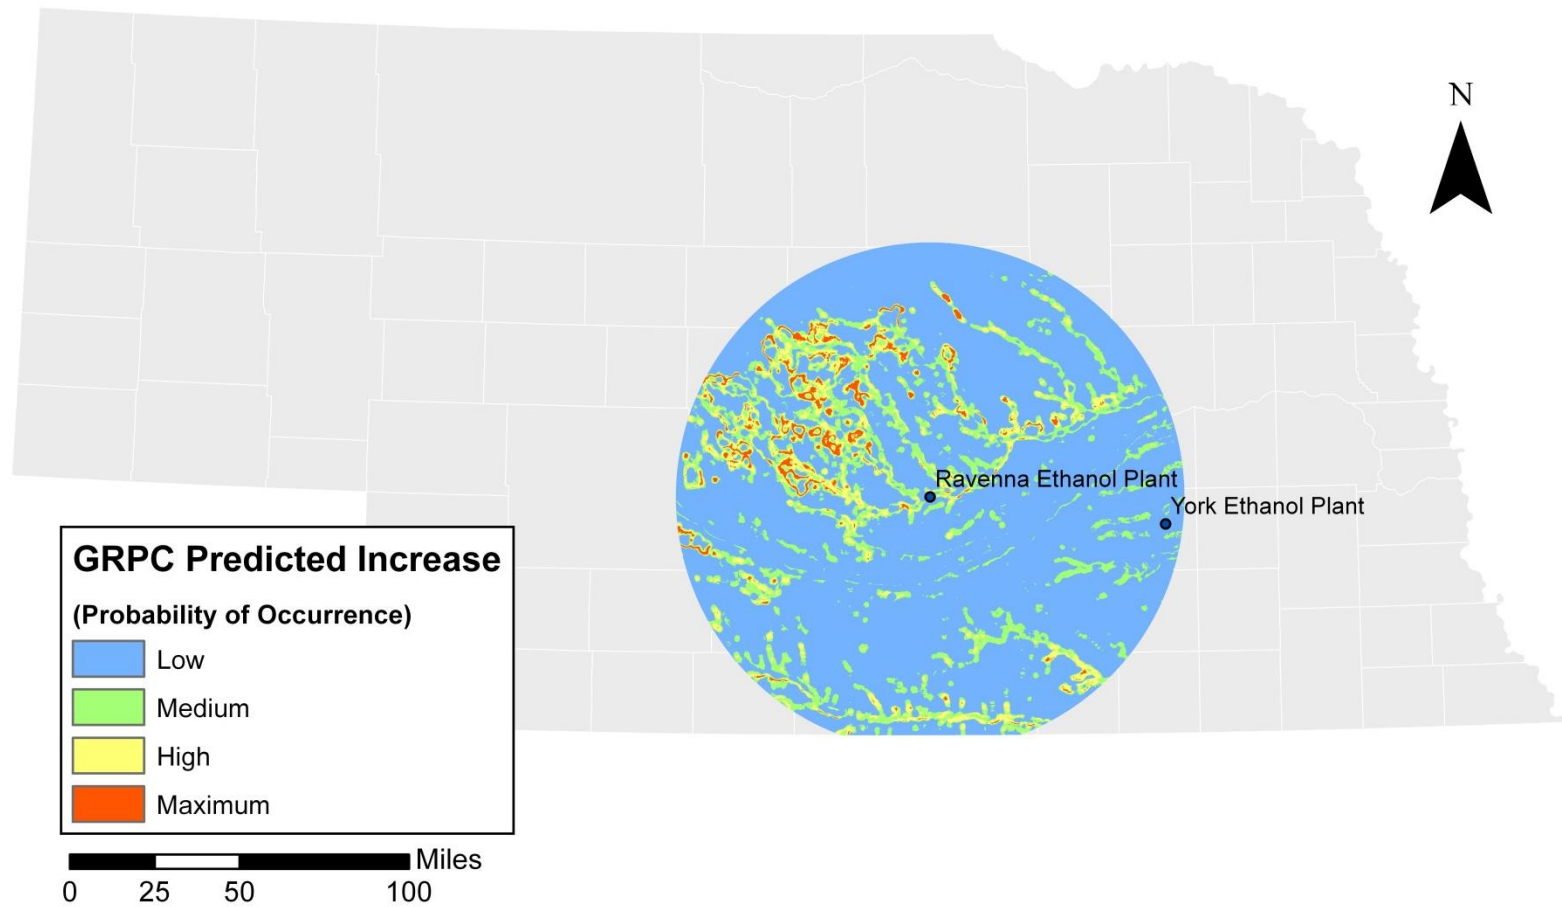 N
Ravenna Ethanol Plant
York Ethanol Plant
GRPC Predicted Increase
(Probability of Occurrence)
Low
Medium
High
Maximum
Miles
0 25 50 100